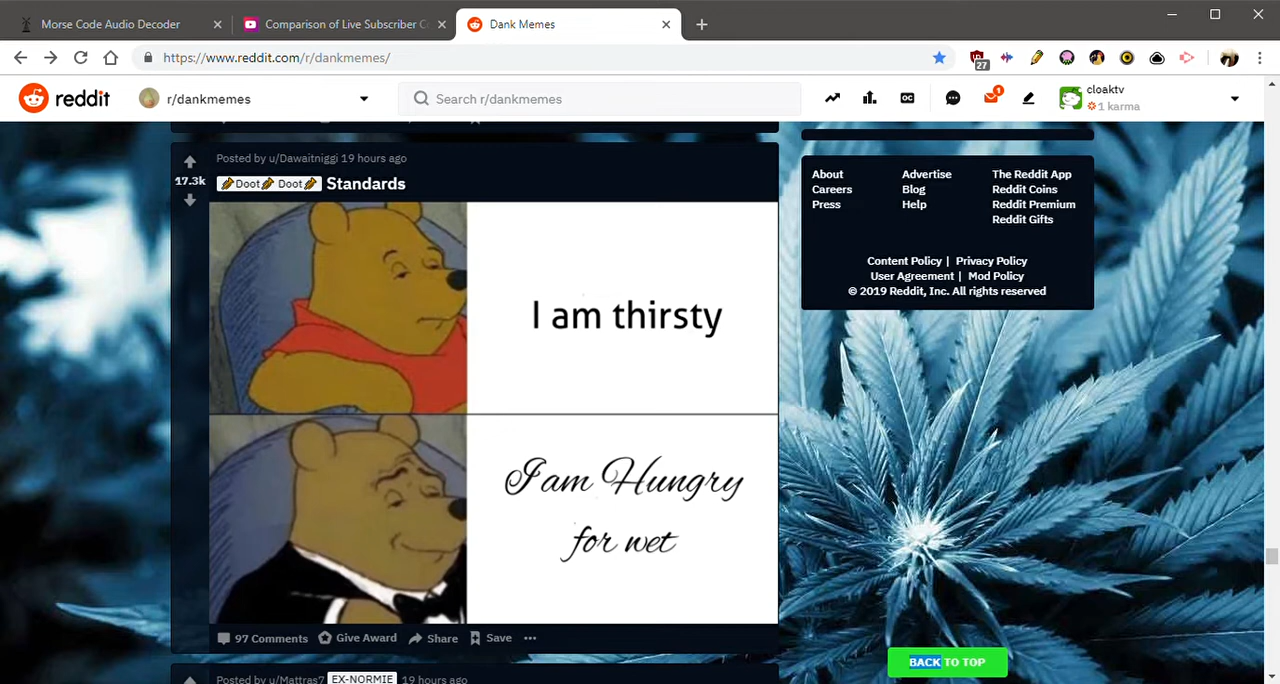 Morse Code Audio Decoder
Comparison of Live Subscriber C
Dank Memes
https://www.reddit.com/r/dankmemes/
27
reddit
r/dankmemes
Search r/dankmemes
1
cloaktv
1 karma
Posted by u/Dawaitniggi 19 hours ago
17.3k
Doot Doot Standards
I am thirsty
I am Hungry
for wet
97 Comments
Give Award
Share
Save
About
Careers
Press
Advertise
Blog
Help
The Reddit App
Reddit Coins
Reddit Premium
Reddit Gifts
Content Policy | Privacy Policy
User Agreement | Mod Policy
© 2019 Reddit, Inc. All rights reserved
BACK TO TOP
Posted by u/Mattras7 EX-NORMIE 19 hours ago